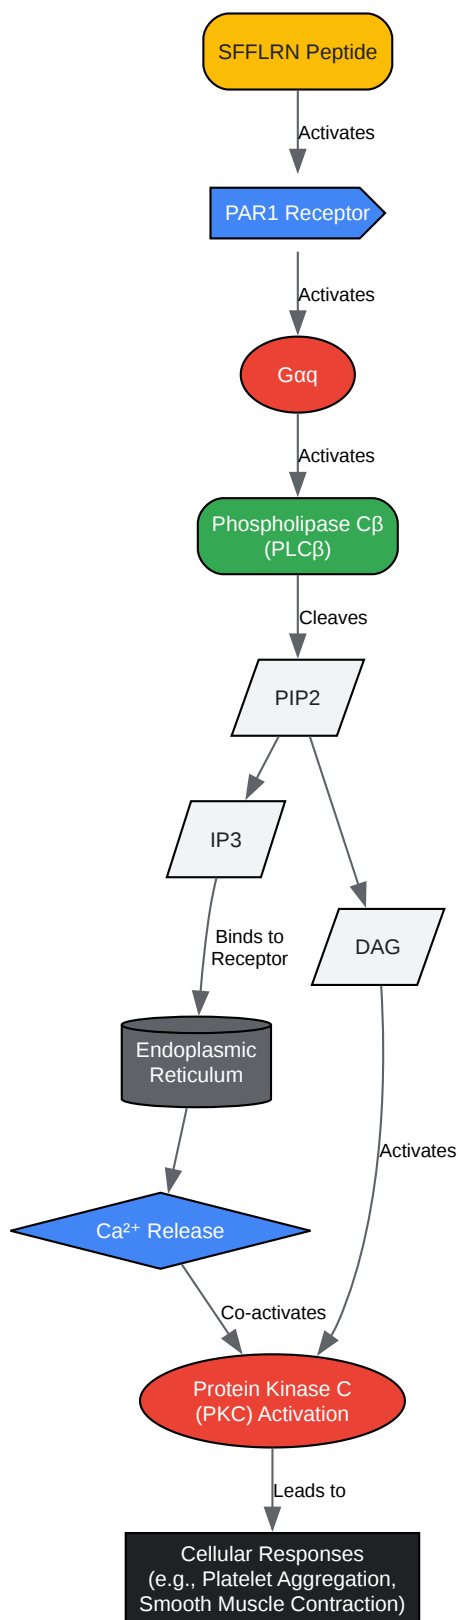 SFFLRN Peptide
Activates
PAR1 Receptor
Activates
Gαq
Activates
Phospholipase Cβ
(PLCβ)
Cleaves
PIP2
IP3
Binds to
Receptor
DAG
Endoplasmic
Reticulum
Activates
Ca²⁺ Release
Co-activates
Protein Kinase C
(PKC) Activation
Leads to
Cellular Responses
(e.g., Platelet Aggregation,
Smooth Muscle Contraction)